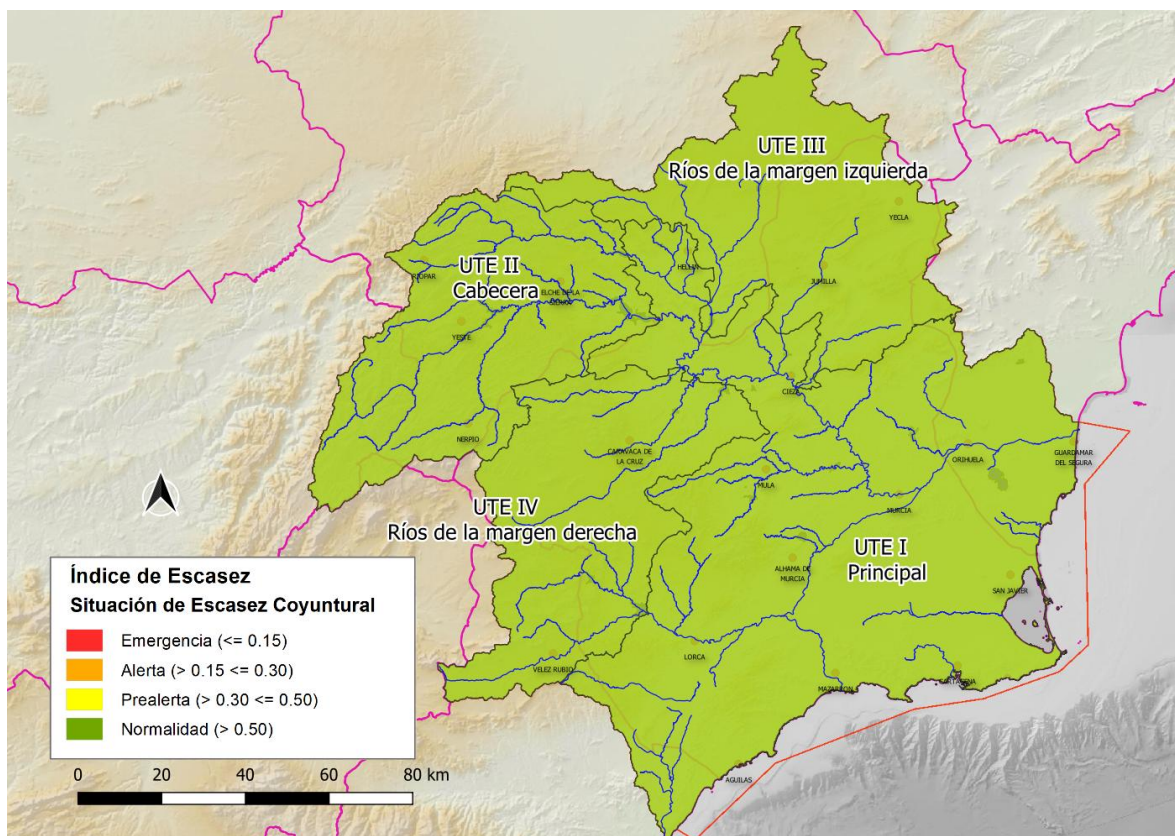 UTE III
Ríos de la margen izquierda
YECLA
UTE II
Cabecera
RIOPAR
HELLIN
ELCHE DE LA
JUMILLA
YESTE
CIEZA
NERPIO
CARAVACA DE
LA CRUZ
ORIHUELA
GUARDAMAR
DEL SEGURA
MULA
UTE IV
Ríos de la margen derecha
MURCIA
UTE I
Principal
ALHAMA DE
MURCIA
SAN JAVIER
LORCA
VELEZ RUBIO
CARTAGENA
MAZARRON
AGUILAS
Índice de Escasez
Situación de Escasez Coyuntural
Emergencia (<= 0.15)
Alerta (> 0.15 <= 0.30)
Prealerta (> 0.30 <= 0.50)
Normalidad (> 0.50)
0 20 40 60 80 km